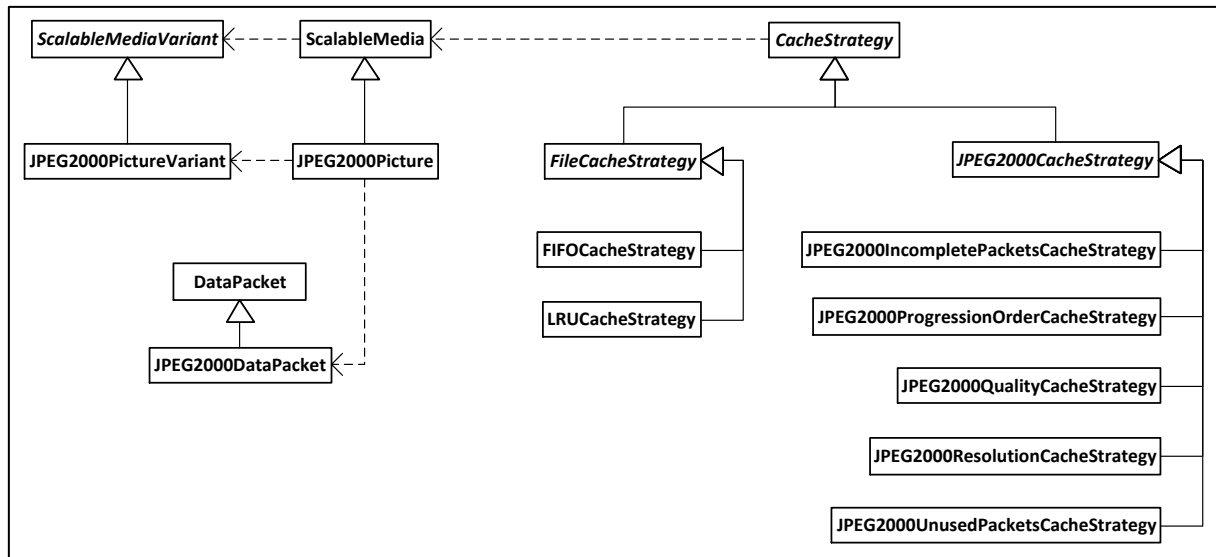 ScalableMediaVariant
ScalableMedia
CacheStrategy
JPEG2000PictureVariant
JPEG2000Picture
FileCacheStrategy
JPEG2000CacheStrategy
FIFOCacheStrategy
JPEG2000IncompletePacketsCacheStrategy
DataPacket
LRUCacheStrategy
JPEG2000ProgressionOrderCacheStrategy
JPEG2000DataPacket
JPEG2000QualityCacheStrategy
JPEG2000ResolutionCacheStrategy
JPEG2000UnusedPacketsCacheStrategy